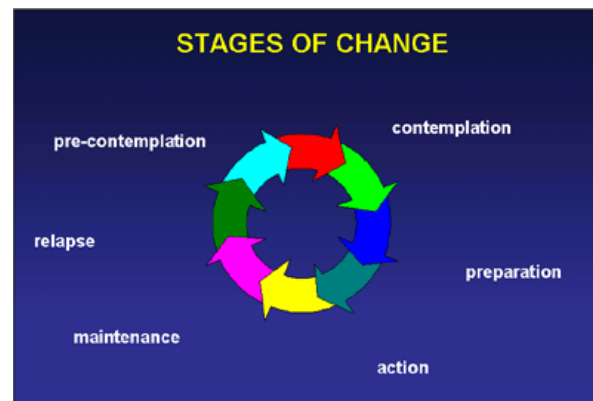 STAGES OF CHANGE
contemplation
pre-contemplation
relapse
preparation
maintenance
action